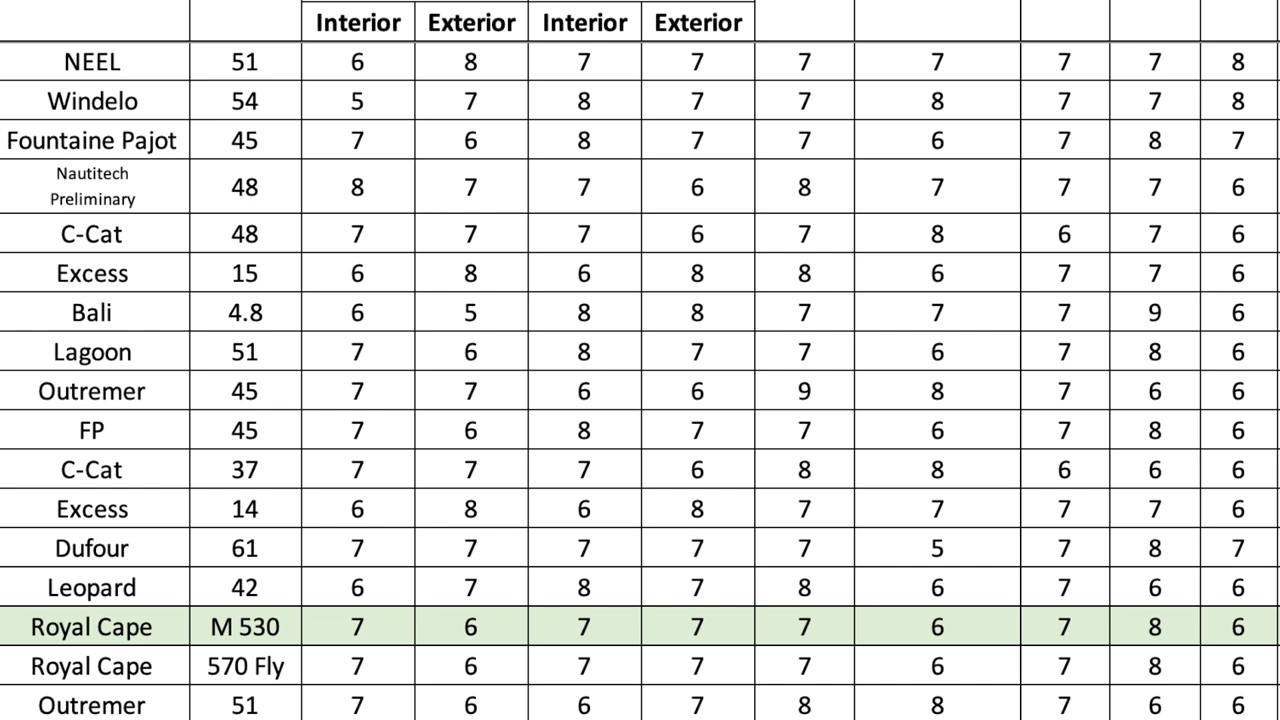 Interior Exterior Interior Exterior
NEEL 51 6 8 7 7 7 7 7 7 8
Windelo 54 5 7 8 7 7 8 7 7 8
Fountaine Pajot 45 7 6 8 7 7 6 7 8 7
Nautitech
Preliminary 48 8 7 7 6 8 7 7 7 6
C-Cat 48 7 7 7 6 7 8 6 7 6
Excess 15 6 8 6 8 8 6 7 7 6
Bali 4.8 6 5 8 8 7 7 7 9 6
Lagoon 51 7 6 8 7 7 6 7 8 6
Outremer 45 7 7 6 6 9 8 7 6 6
FP 45 7 6 8 7 7 6 7 8 6
C-Cat 37 7 7 7 6 8 8 6 6 6
Excess 14 6 8 6 8 7 7 7 7 6
Dufour 61 7 7 7 7 7 5 7 8 7
Leopard 42 6 7 8 7 8 6 7 6 6
Royal Cape M 530 7 6 7 7 7 6 7 8 6
Royal Cape 570 Fly 7 6 7 7 7 6 7 8 6
Outremer 51 7 6 6 7 8 8 7 6 6